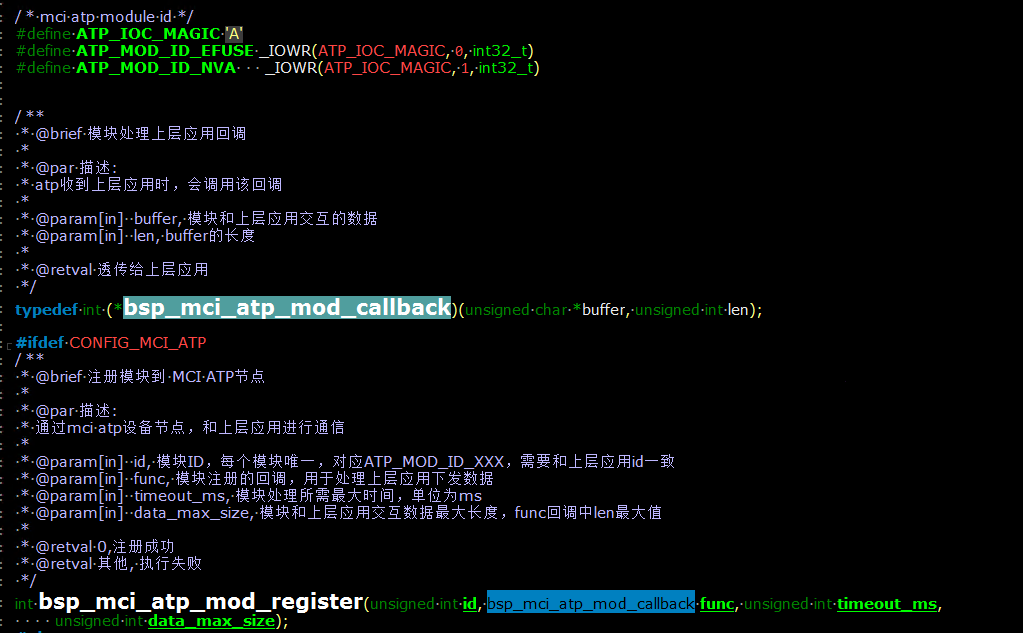 /* mci atp module id */
#define ATP_IOC_MAGIC 'A'
#define ATP_MOD_ID_EFUSE _IOWR(ATP_IOC_MAGIC, 0, int32_t)
#define ATP_MOD_ID_NVA    _IOWR(ATP_IOC_MAGIC, 1, int32_t)
/**
 * @brief 模块处理上层应用回调
 *
 * @par 描述:
 * atp收到上层应用时，会调用该回调
 *
 * @param[in]  buffer, 模块和上层应用交互的数据
 * @param[in]  len, buffer的长度
 *
 * @retval 透传给上层应用
 */
typedef int (*bsp_mci_atp_mod_callback)(unsigned char *buffer, unsigned int len);
#ifdef CONFIG_MCI_ATP
/**
 * @brief 注册模块到 MCI ATP节点
 *
 * @par 描述:
 * 通过mci atp设备节点，和上层应用进行通信
 *
 * @param[in]  id, 模块ID，每个模块唯一，对应ATP_MOD_ID_XXX，需要和上层应用id一致
 * @param[in]  func, 模块注册的回调，用于处理上层应用下发数据
 * @param[in]  timeout_ms, 模块处理所需最大时间，单位为ms
 * @param[in]  data_max_size, 模块和上层应用交互数据最大长度，func回调中len最大值
 *
 * @retval 0,注册成功
 * @retval 其他, 执行失败
 */
int bsp_mci_atp_mod_register(unsigned int id, bsp_mci_atp_mod_callback func, unsigned int timeout_ms,
    unsigned int data_max_size);